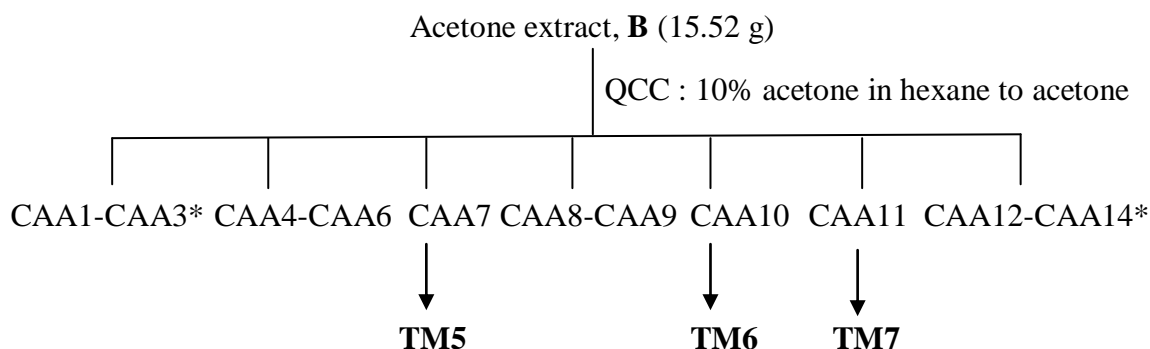 Acetone extract, B (15.52 g)
QCC : 10% acetone in hexane to acetone
CAA1-CAA3* CAA4-CAA6 CAA7 CAA8-CAA9 CAA10 CAA11 CAA12-CAA14*
TM5 TM6 TM7